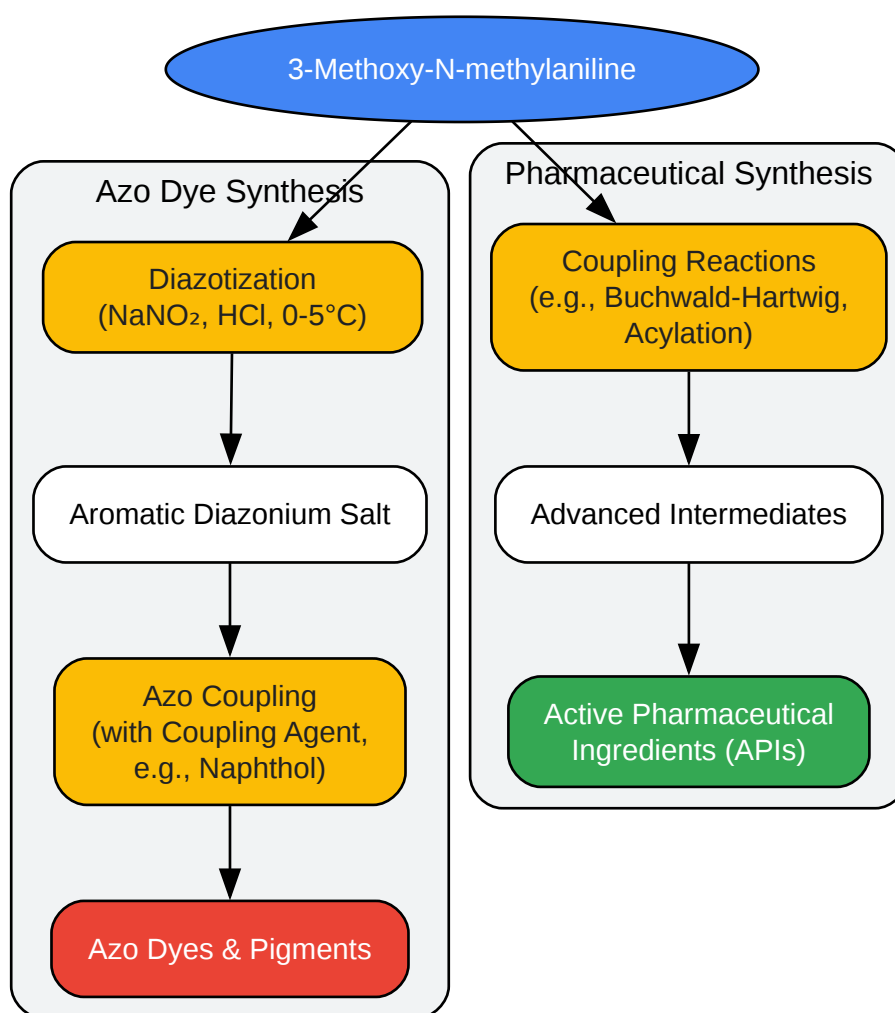 3-Methoxy-N-methylaniline
Azo Dye Synthesis
Diazotization
(NaNO₂, HCl, 0-5°C)
Aromatic Diazonium Salt
Azo Coupling
(with Coupling Agent,
e.g., Naphthol)
Azo Dyes & Pigments
Pharmaceutical Synthesis
Coupling Reactions
(e.g., Buchwald-Hartwig,
Acylation)
Advanced Intermediates
Active Pharmaceutical
Ingredients (APIs)